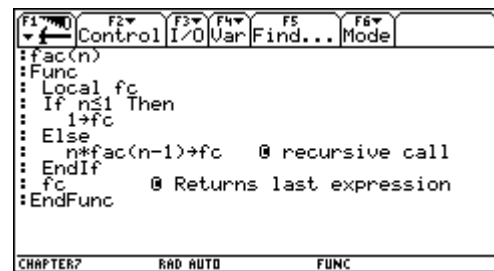 F1 F2 Control F3 I/O F4 Var F5 Find... F6 Mode
:fac(n)
:Func
: Local fc
: If n≤1 Then
:   1→fc
: Else
:   n*fac(n-1)→fc   © recursive call
: EndIf
: fc      © Returns last expression
:EndFunc
CHAPTER7 RAD AUTO FUNC